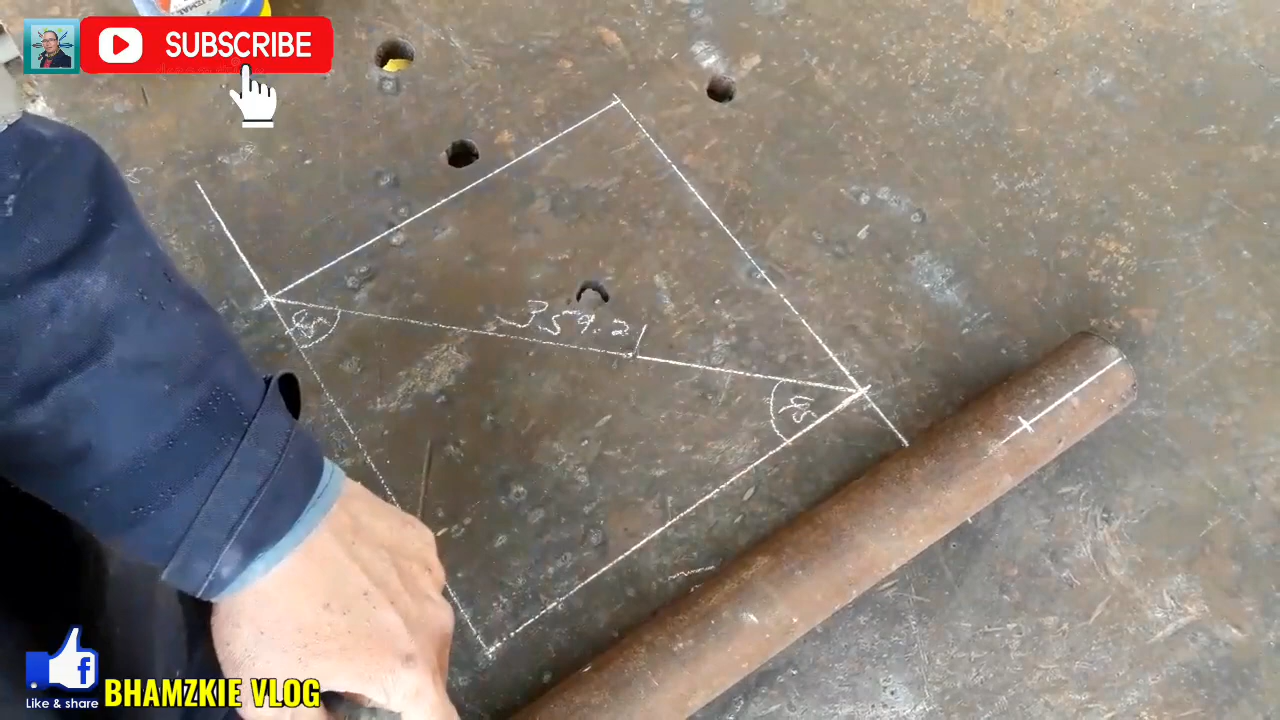 SUBSCRIBE
359.21
45
45
f
Like & share
BHAMZKIE VLOG